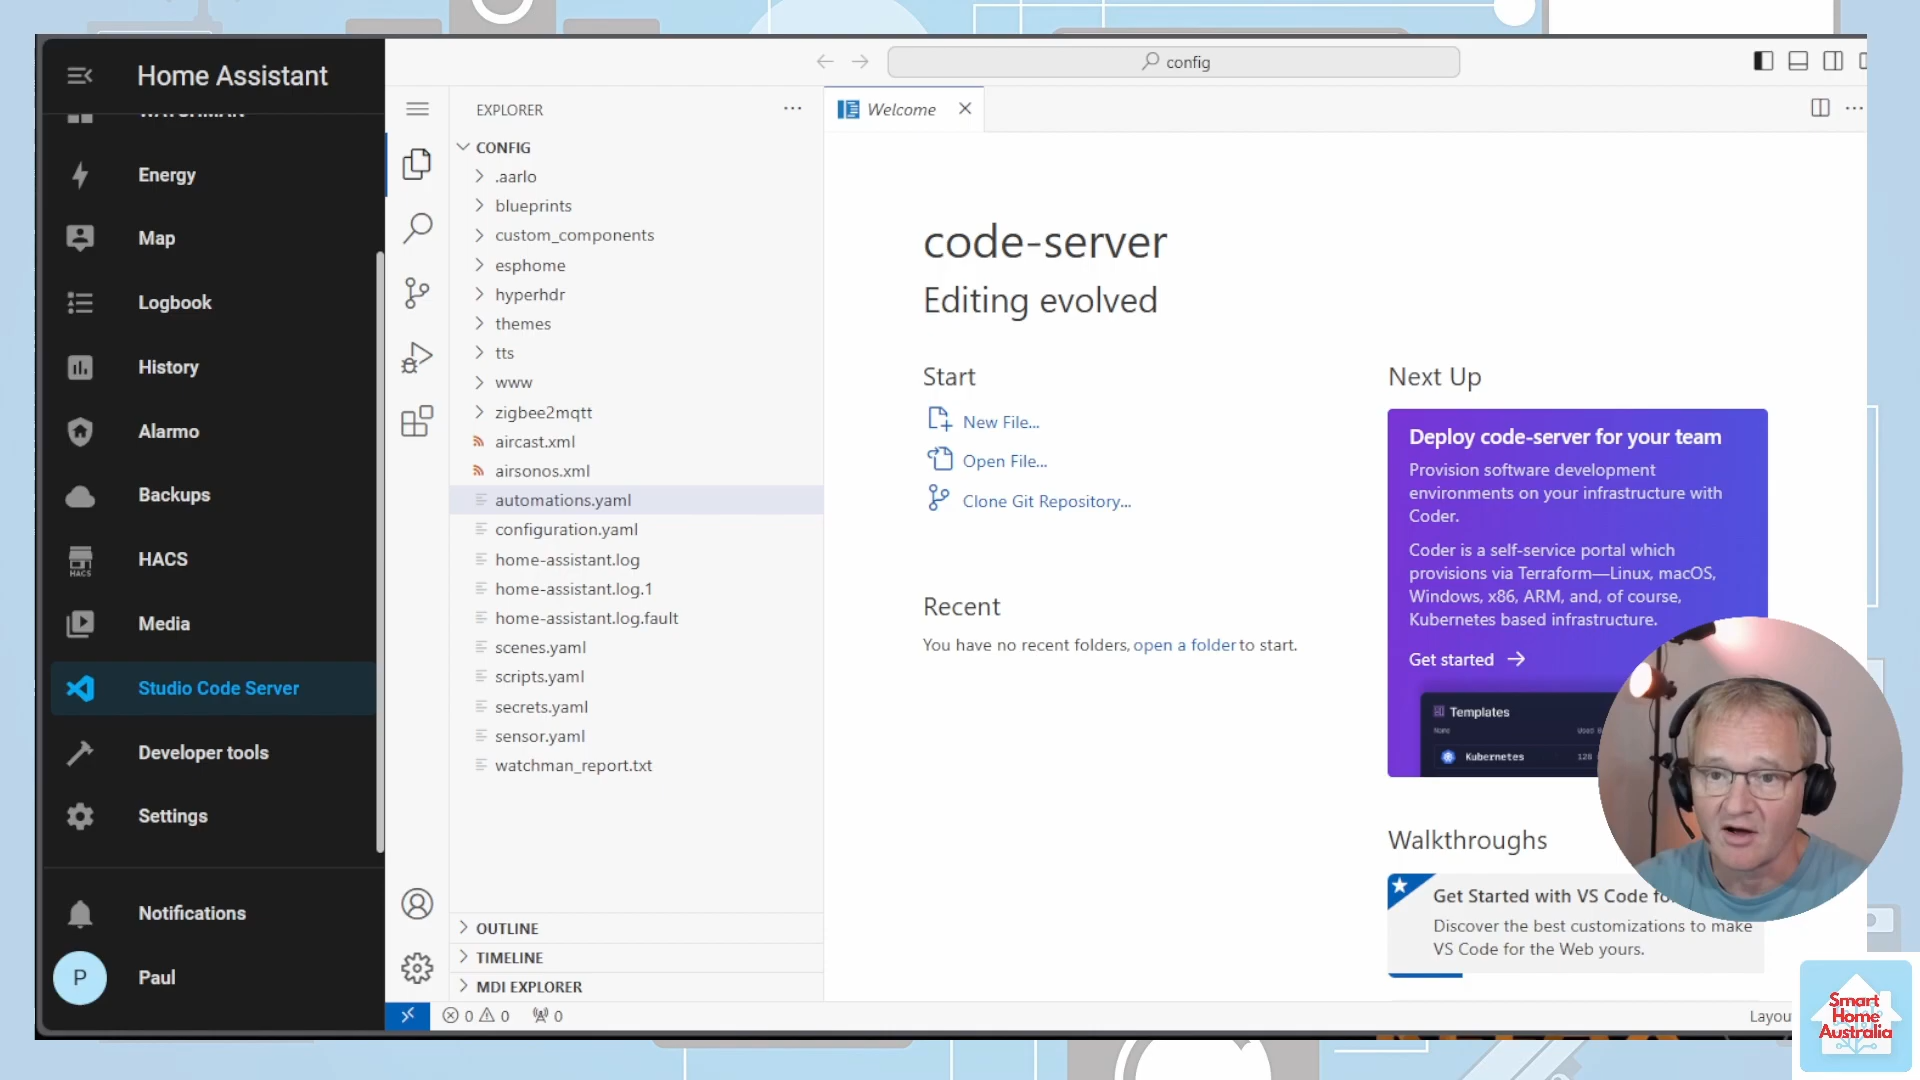 Home Assistant
WATCHMAN
Energy
Map
Logbook
History
Alarmo
Backups
HACS
HACS
Media
Studio Code Server
Developer tools
Settings
Notifications
P
Paul
config
EXPLORER
CONFIG
.aarlo
blueprints
custom_components
esphome
hyperhdr
themes
tts
www
zigbee2mqtt
aircast.xml
airsonos.xml
automations.yaml
configuration.yaml
home-assistant.log
home-assistant.log.1
home-assistant.log.fault
scenes.yaml
scripts.yaml
secrets.yaml
sensor.yaml
watchman_report.txt
OUTLINE
TIMELINE
MDI EXPLORER
0 0 0
Welcome
code-server
Editing evolved
Start
New File...
Open File...
Clone Git Repository...
Recent
You have no recent folders, open a folder to start.
Next Up
Deploy code-server for your team
Provision software development
environments on your infrastructure with
Coder.
Coder is a self-service portal which
provisions via Terraform—Linux, macOS,
Windows, x86, ARM, and, of course,
Kubernetes based infrastructure.
Get started
Templates
Name Used
Kubernetes 128
Walkthroughs
Get Started with VS Code fo
Discover the best customizations to make
VS Code for the Web yours.
Layou
Smart
Home
Australia